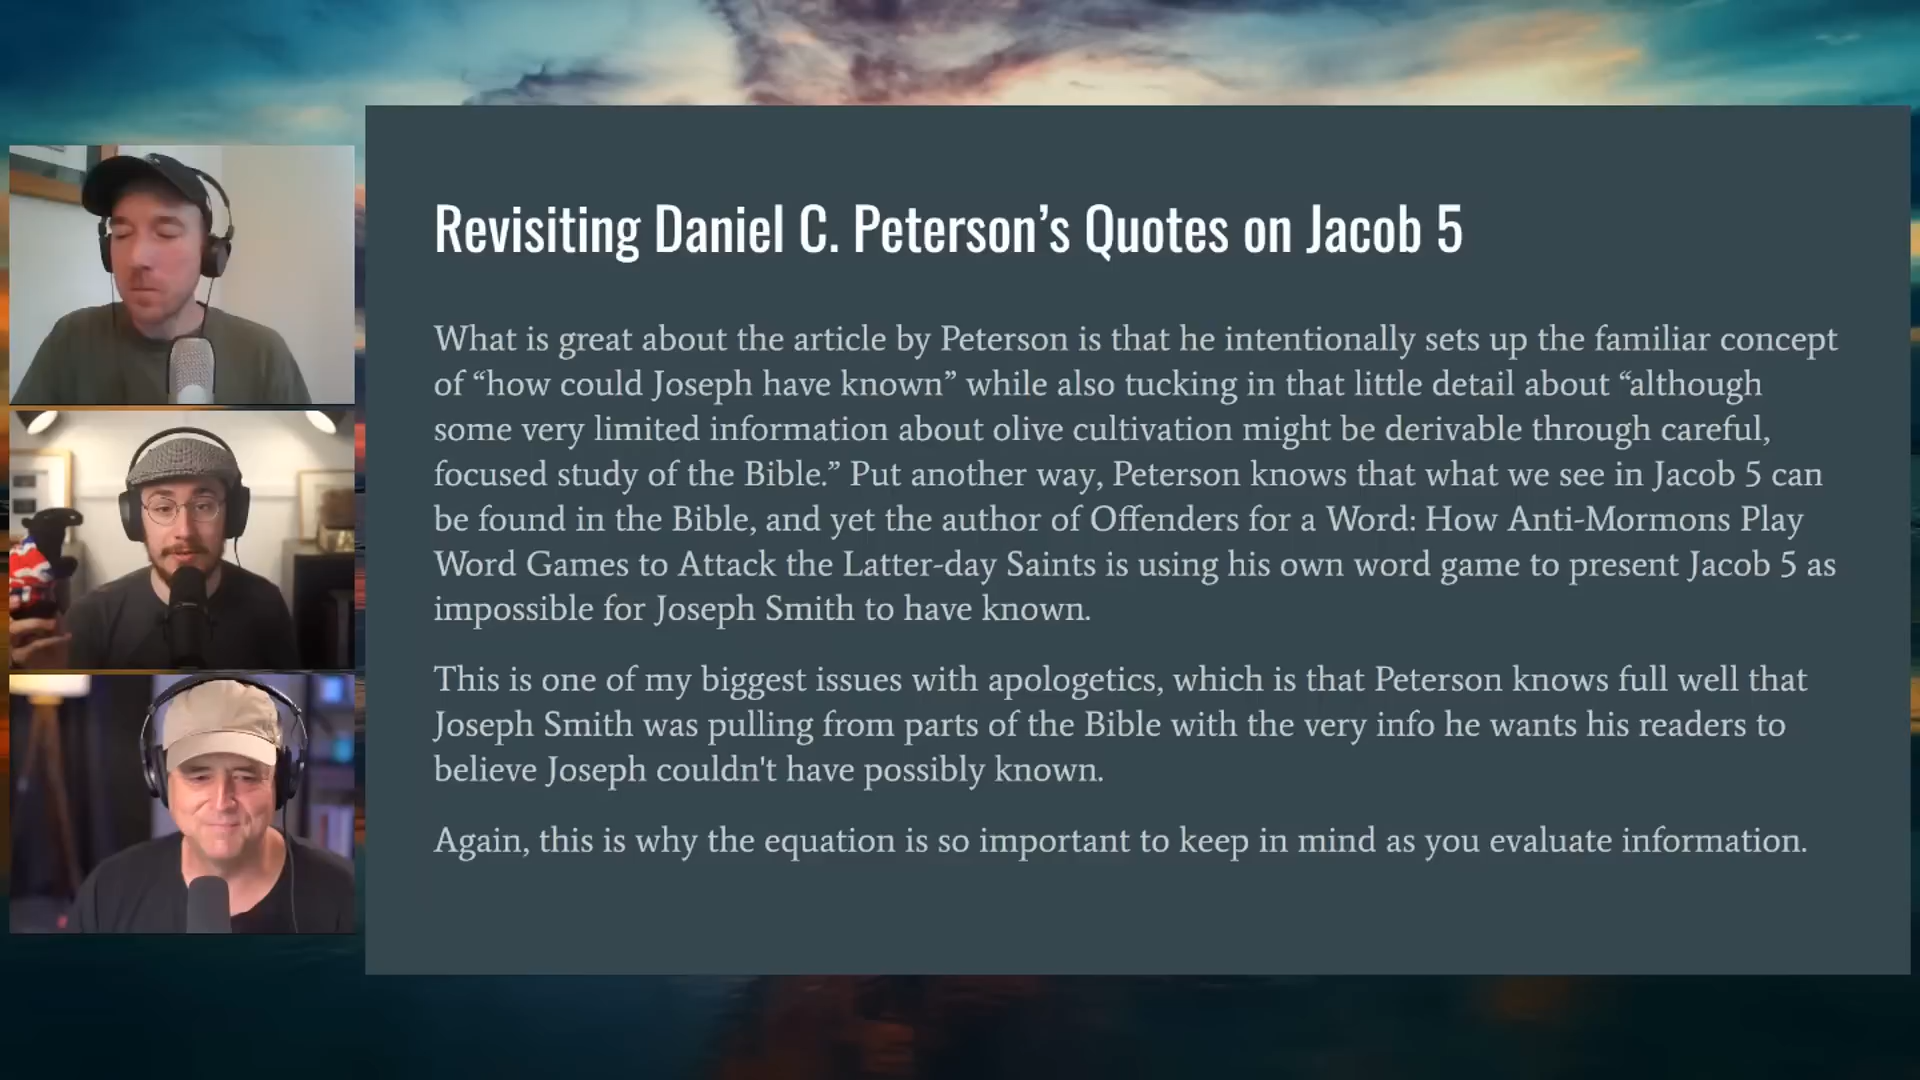 Revisiting Daniel C. Peterson’s Quotes on Jacob 5
What is great about the article by Peterson is that he intentionally sets up the familiar concept
of “how could Joseph have known” while also tucking in that little detail about “although
some very limited information about olive cultivation might be derivable through careful,
focused study of the Bible.” Put another way, Peterson knows that what we see in Jacob 5 can
be found in the Bible, and yet the author of Offenders for a Word: How Anti-Mormons Play
Word Games to Attack the Latter-day Saints is using his own word game to present Jacob 5 as
impossible for Joseph Smith to have known.
This is one of my biggest issues with apologetics, which is that Peterson knows full well that
Joseph Smith was pulling from parts of the Bible with the very info he wants his readers to
believe Joseph couldn't have possibly known.
Again, this is why the equation is so important to keep in mind as you evaluate information.